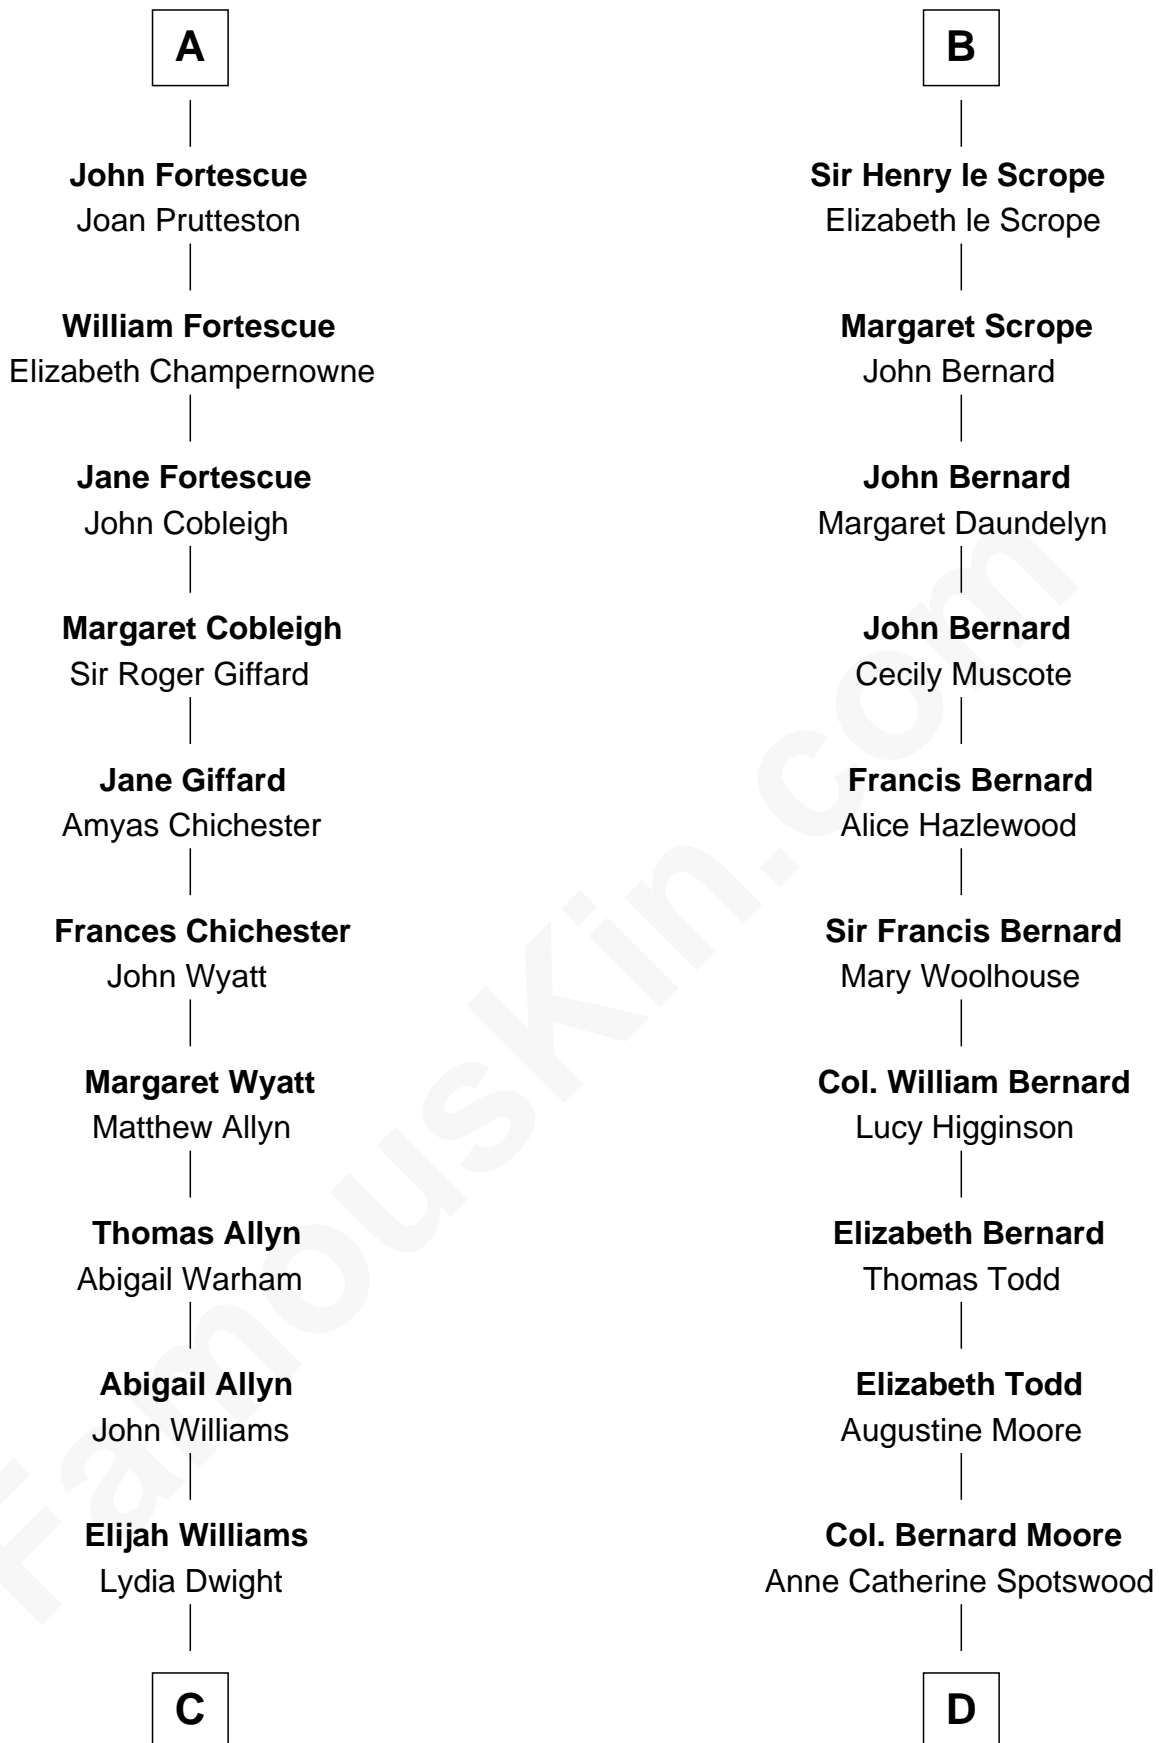 A
John Fortescue
Joan Prutteston
William Fortescue
Elizabeth Champernowne
Jane Fortescue
John Cobleigh
Margaret Cobleigh
Sir Roger Giffard
Jane Giffard
Amyas Chichester
Frances Chichester
John Wyatt
Margaret Wyatt
Matthew Allyn
Thomas Allyn
Abigail Warham
Abigail Allyn
John Williams
Elijah Williams
Lydia Dwight
C
B
Sir Henry le Scrope
Elizabeth le Scrope
Margaret Scrope
John Bernard
John Bernard
Margaret Daundelyn
John Bernard
Cecily Muscote
Francis Bernard
Alice Hazlewood
Sir Francis Bernard
Mary Woolhouse
Col. William Bernard
Lucy Higginson
Elizabeth Bernard
Thomas Todd
Elizabeth Todd
Augustine Moore
Col. Bernard Moore
Anne Catherine Spotswood
D
FamousKin.com